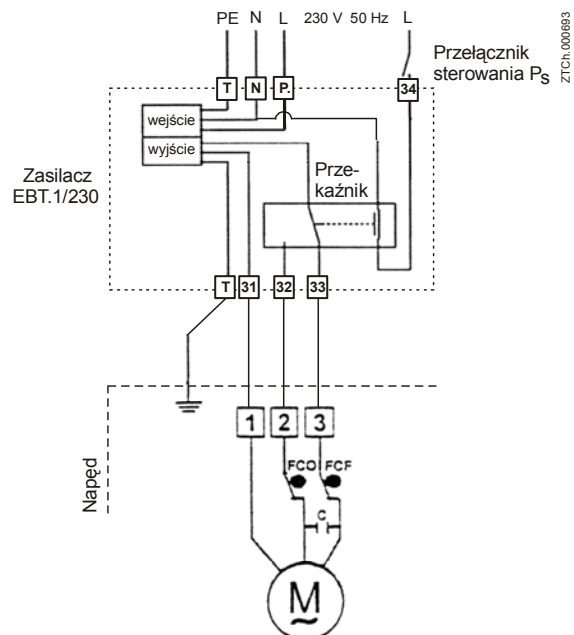 PE N L 230 V 50 Hz L
ZTCh.000693
Przełącznik
sterowania PS
T N P. 34
wejście
wyjście
Zasilacz
EBT.1/230
Prze-
kaźnik
T 31 32 33
Napęd
1 2 3
FCO FCF
C
M
~